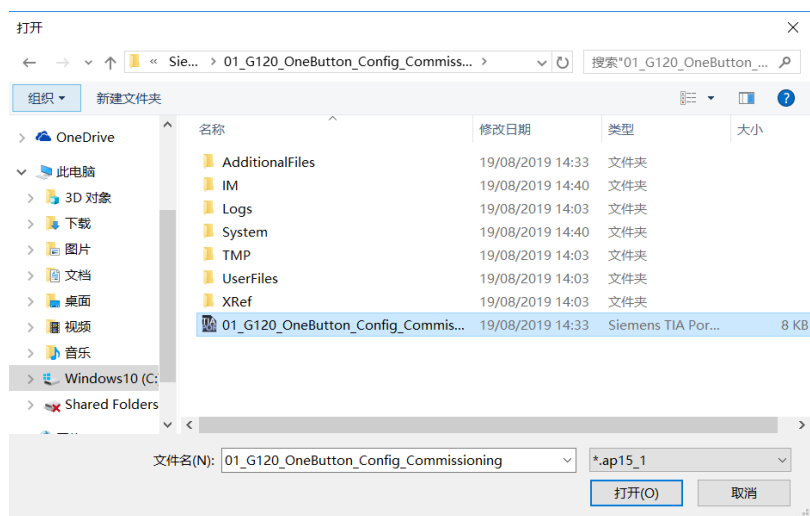 打开
« Sie... › 01_G120_OneButton_Config_Commiss... ›
搜索"01_G120_OneButton_...
组织 新建文件夹
名称 修改日期 类型 大小
OneDrive
此电脑
3D 对象
下载
图片
文档
桌面
视频
音乐
Windows10 (C:
Shared Folders
AdditionalFiles 19/08/2019 14:33 文件夹
IM 19/08/2019 14:40 文件夹
Logs 19/08/2019 14:03 文件夹
System 19/08/2019 14:40 文件夹
TMP 19/08/2019 14:03 文件夹
UserFiles 19/08/2019 14:03 文件夹
XRef 19/08/2019 14:03 文件夹
01_G120_OneButton_Config_Commis... 19/08/2019 14:33 Siemens TIA Por... 8 KB
文件名(N): 01_G120_OneButton_Config_Commissioning *.ap15_1
打开(O) 取消